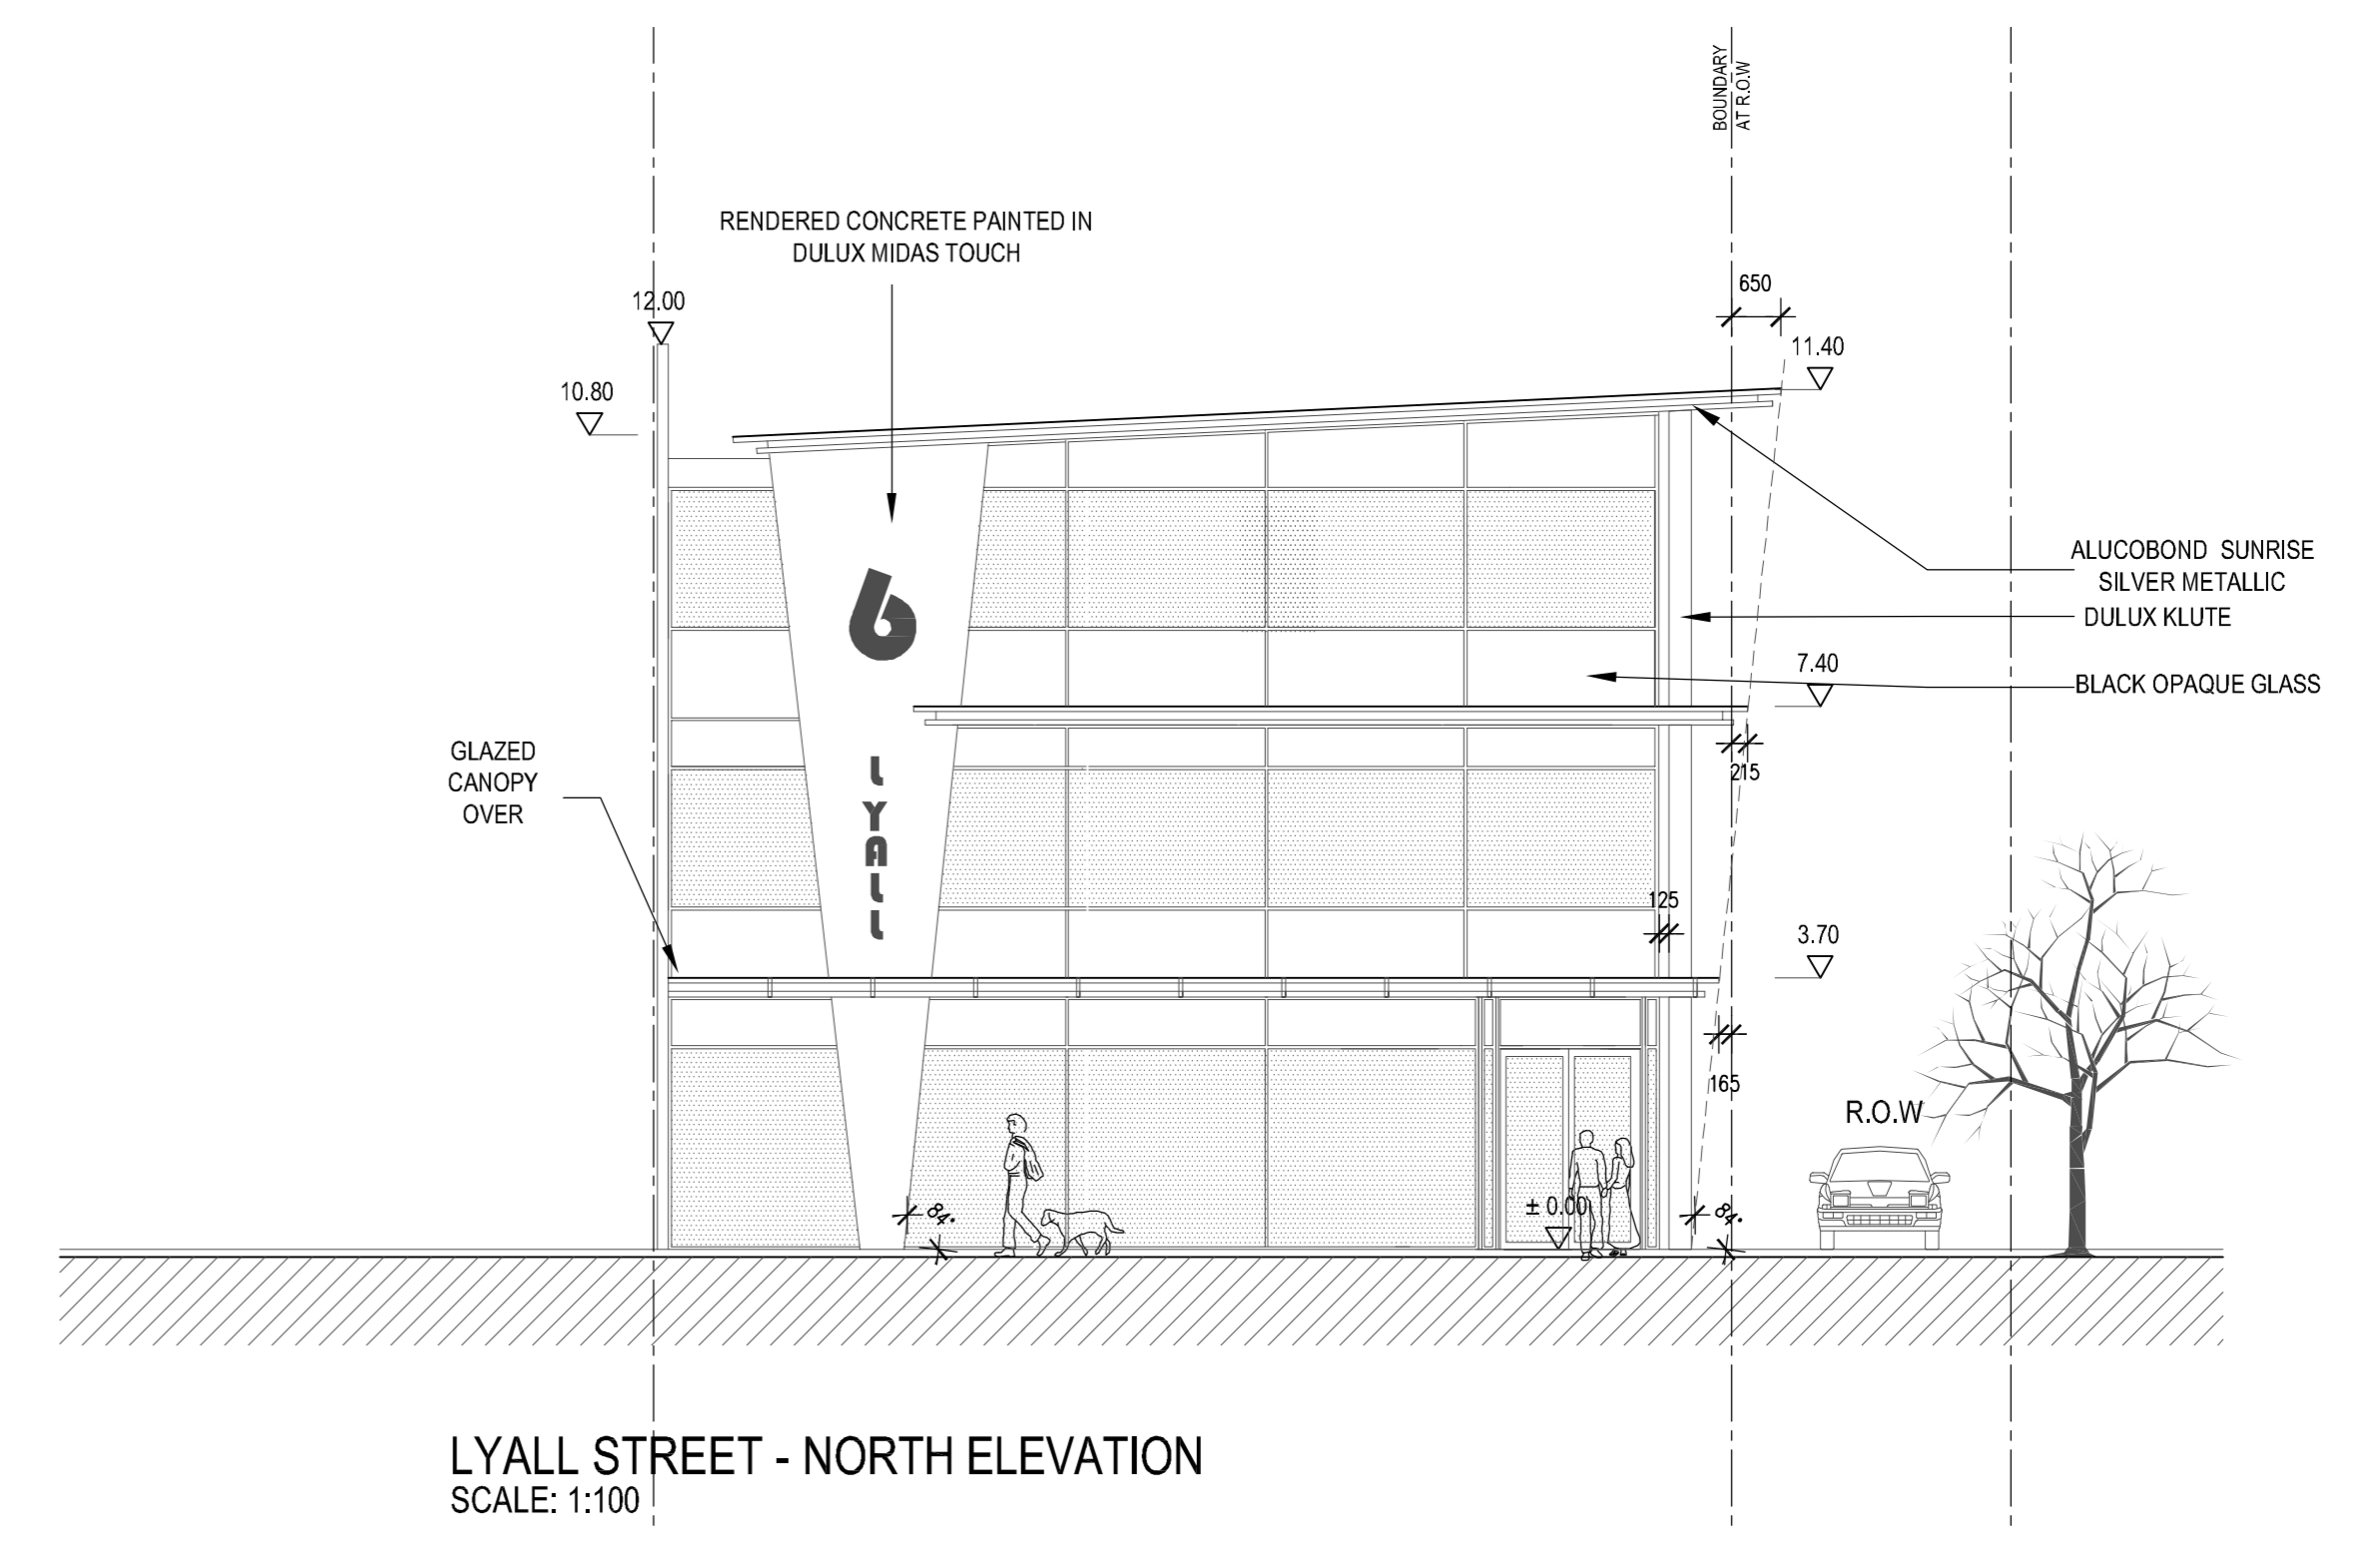 BOUNDARY
AT R.O.W
RENDERED CONCRETE PAINTED IN
DULUX MIDAS TOUCH
12.00
650
11.40
10.80
ALUCOBOND SUNRISE
SILVER METALLIC
DULUX KLUTE
6
7.40
BLACK OPAQUE GLASS
GLAZED
CANOPY
OVER
215
LYALL
125
3.70
165
R.O.W
± 0.00
84°
84°
LYALL STREET - NORTH ELEVATION
SCALE: 1:100